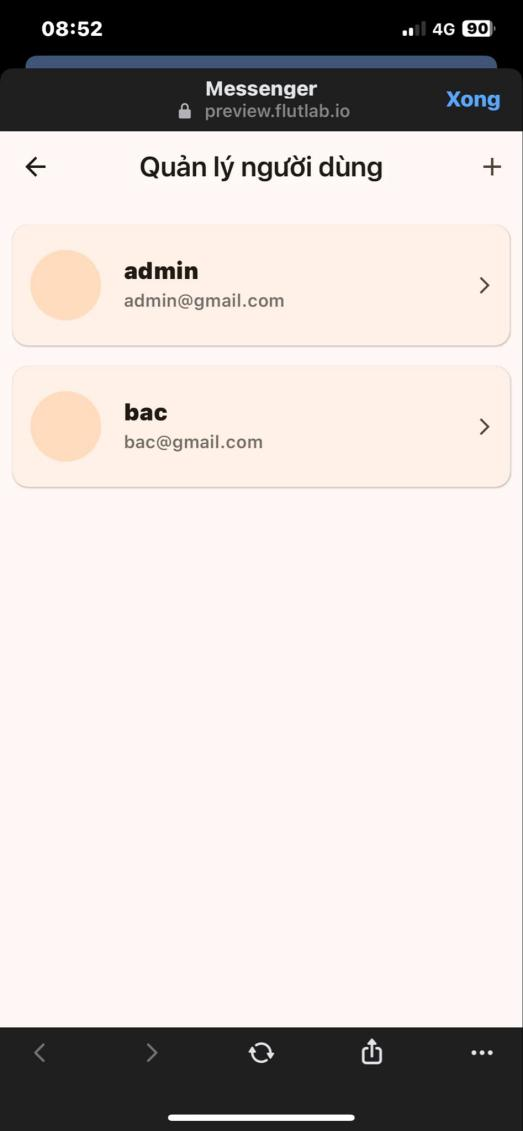 08:52
4G 90
Messenger
preview.flutlab.io
Xong
Quản lý người dùng
admin
admin@gmail.com
bac
bac@gmail.com